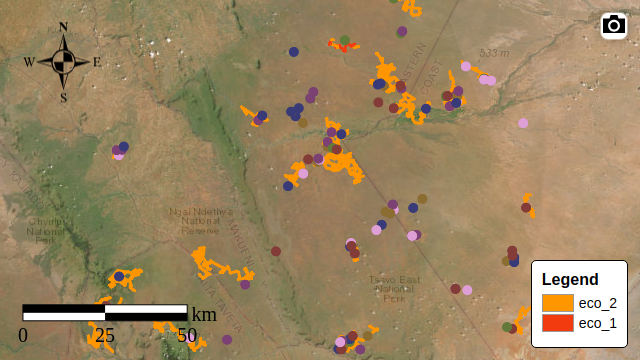 N
W E
S
EASTERN
COAST
533 m
Chyulu
National
Park
Ngai Ndethya
National
Reserve
Tsavo East
National
Park
km
0 25 50
Legend
eco_2
eco_1